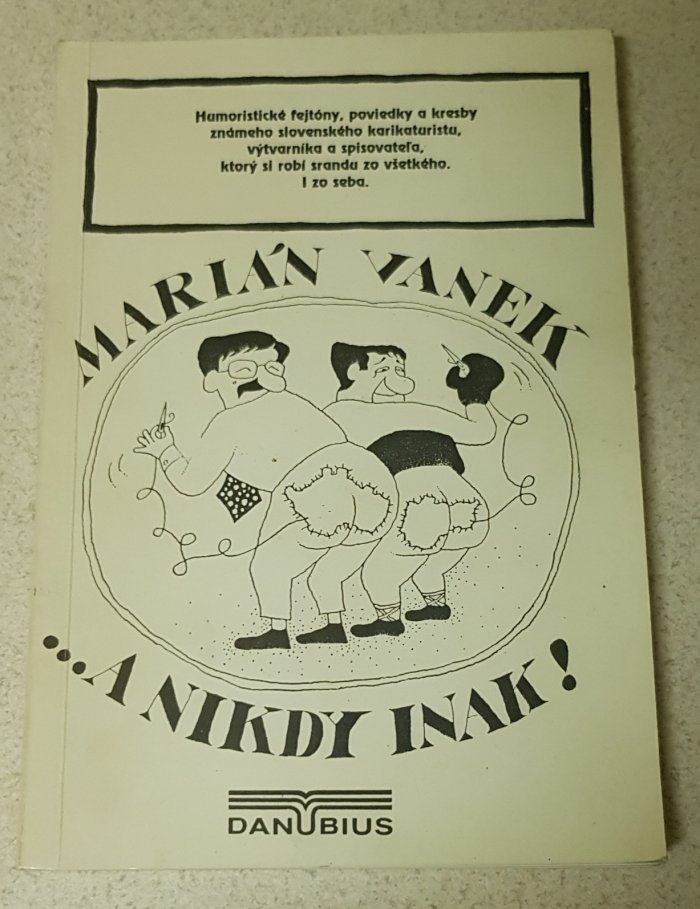 Humoristické fejtóny, poviedky a kresby
známeho slovenského karikaturistu,
výtvarníka a spisovateľa,
ktorý si robí srandu zo všetkého.
I zo seba.
MARIÁN VANEK
...A NIKDY INAK!
DANUBIUS